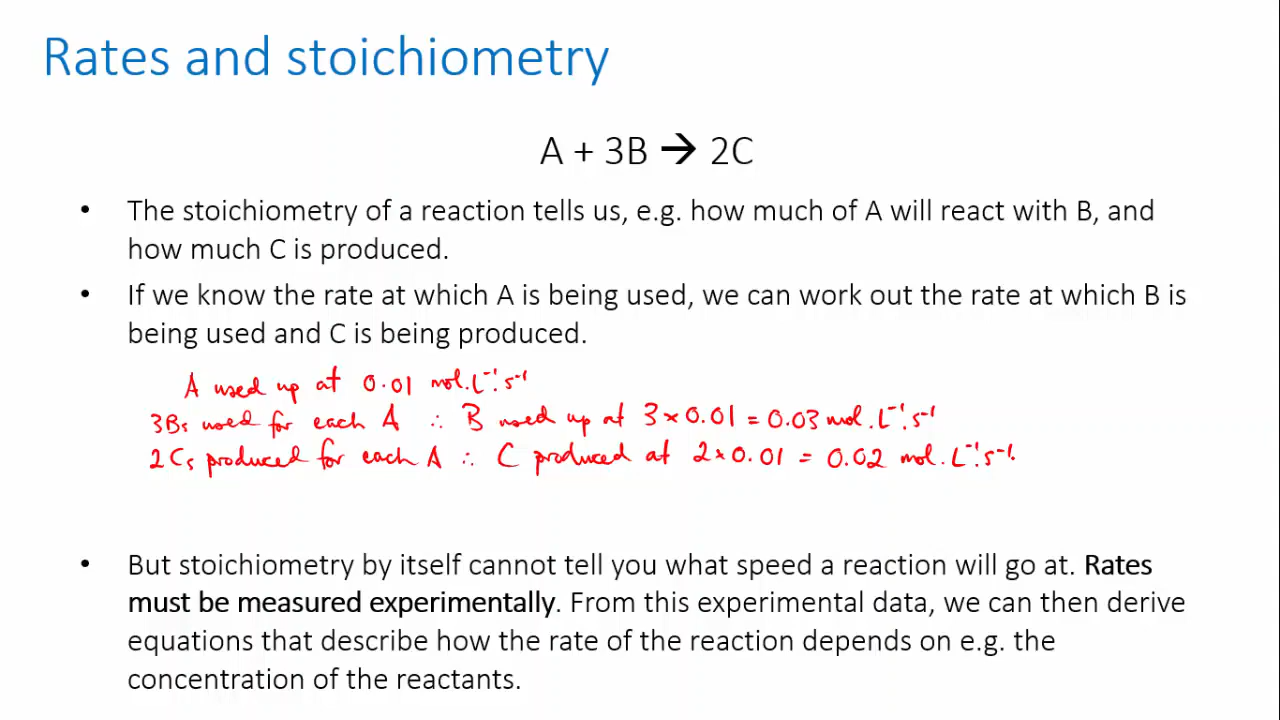 Rates and stoichiometry
A + 3B → 2C
• The stoichiometry of a reaction tells us, e.g. how much of A will react with B, and
how much C is produced.
• If we know the rate at which A is being used, we can work out the rate at which B is
being used and C is being produced.
A used up at 0.01 mol.L⁻¹.s⁻¹
3Bs used for each A ∴ B used up at 3 × 0.01 = 0.03 mol.L⁻¹.s⁻¹
2Cs produced for each A ∴ C produced at 2 × 0.01 = 0.02 mol.L⁻¹.s⁻¹.
• But stoichiometry by itself cannot tell you what speed a reaction will go at. Rates
must be measured experimentally. From this experimental data, we can then derive
equations that describe how the rate of the reaction depends on e.g. the
concentration of the reactants.